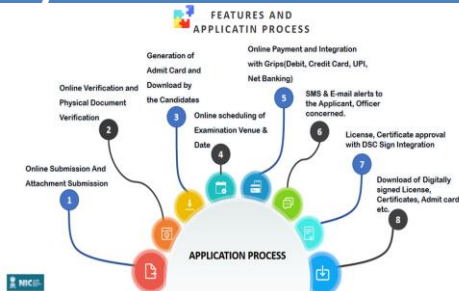 FEATURES AND
APPLICATIN PROCESS
Online Submission And
Attachment Submission
1
Online Verification and
Physical Document
Verification
2
Generation of
Admit Card and
Download by
the Candidates
3
Online scheduling of
Examination Venue &
Date
4
Online Payment and Integration
with Grips(Debit, Credit Card, UPI,
Net Banking)
5
SMS & E-mail alerts to
the Applicant, Officer
concerned.
6
License, Certificate approval
with DSC Sign Integration
7
Download of Digitally
signed License,
Certificates, Admit card
etc.
8
APPLICATION PROCESS
NIC